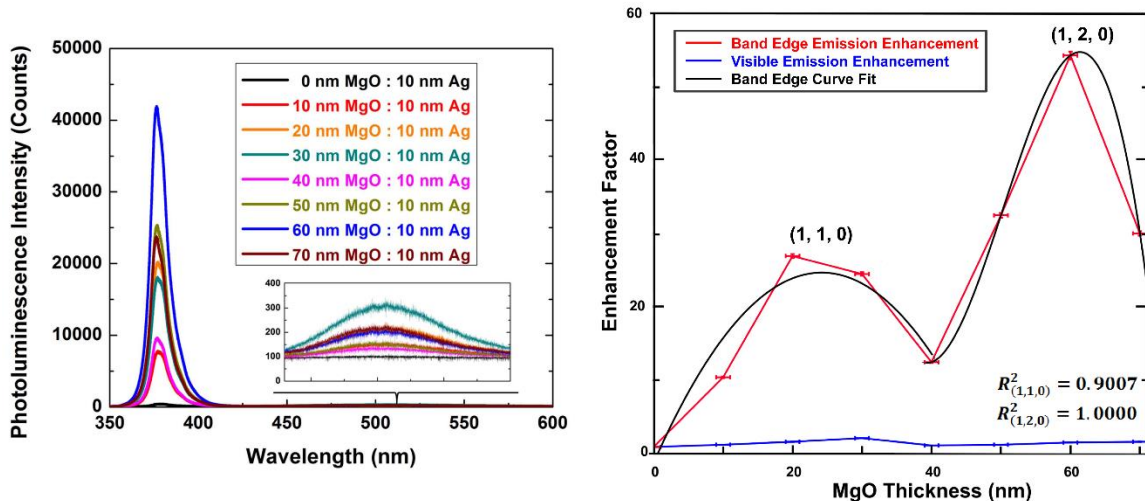 50000
40000
30000
20000
10000
0
Photoluminescence Intensity (Counts)
0 nm MgO : 10 nm Ag
10 nm MgO : 10 nm Ag
20 nm MgO : 10 nm Ag
30 nm MgO : 10 nm Ag
40 nm MgO : 10 nm Ag
50 nm MgO : 10 nm Ag
60 nm MgO : 10 nm Ag
70 nm MgO : 10 nm Ag
400
300
200
100
0
350 400 450 500 550 600
Wavelength (nm)
60
40
20
0
Enhancement Factor
Band Edge Emission Enhancement
Visible Emission Enhancement
Band Edge Curve Fit
(1, 2, 0)
(1, 1, 0)
R²(1,1,0) = 0.9007
R²(1,2,0) = 1.0000
0 20 40 60
MgO Thickness (nm)